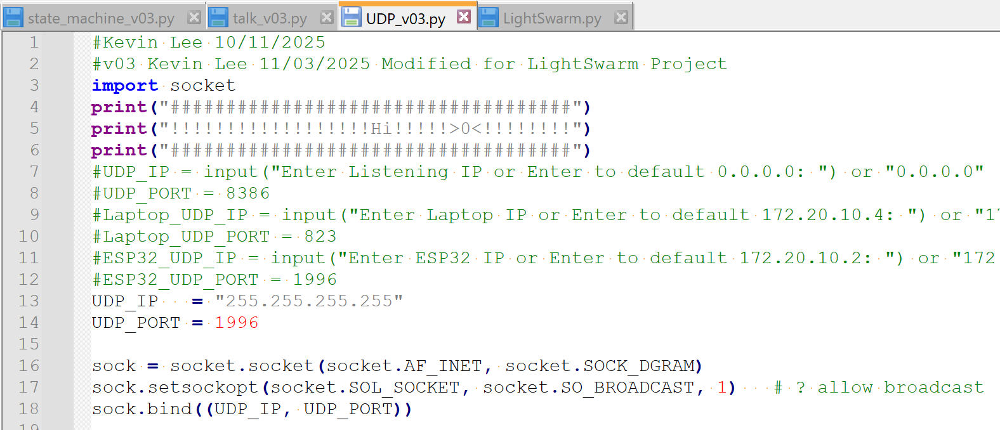 state_machine_v03.py talk_v03.py UDP_v03.py LightSwarm.py
1 #Kevin Lee 10/11/2025
2 #v03 Kevin Lee 11/03/2025 Modified for LightSwarm Project
3 import socket
4 print("####################################")
5 print("!!!!!!!!!!!!!!!!!!Hi!!!!!>0<!!!!!!!!")
6 print("####################################")
7 #UDP_IP = input("Enter Listening IP or Enter to default 0.0.0.0: ") or "0.0.0.0"
8 #UDP_PORT = 8386
9 #Laptop_UDP_IP = input("Enter Laptop IP or Enter to default 172.20.10.4: ") or "1
10 #Laptop_UDP_PORT = 823
11 #ESP32_UDP_IP = input("Enter ESP32 IP or Enter to default 172.20.10.2: ") or "172
12 #ESP32_UDP_PORT = 1996
13 UDP_IP   = "255.255.255.255"
14 UDP_PORT = 1996
15
16 sock = socket.socket(socket.AF_INET, socket.SOCK_DGRAM)
17 sock.setsockopt(socket.SOL_SOCKET, socket.SO_BROADCAST, 1)   # ? allow broadcast
18 sock.bind((UDP_IP, UDP_PORT))